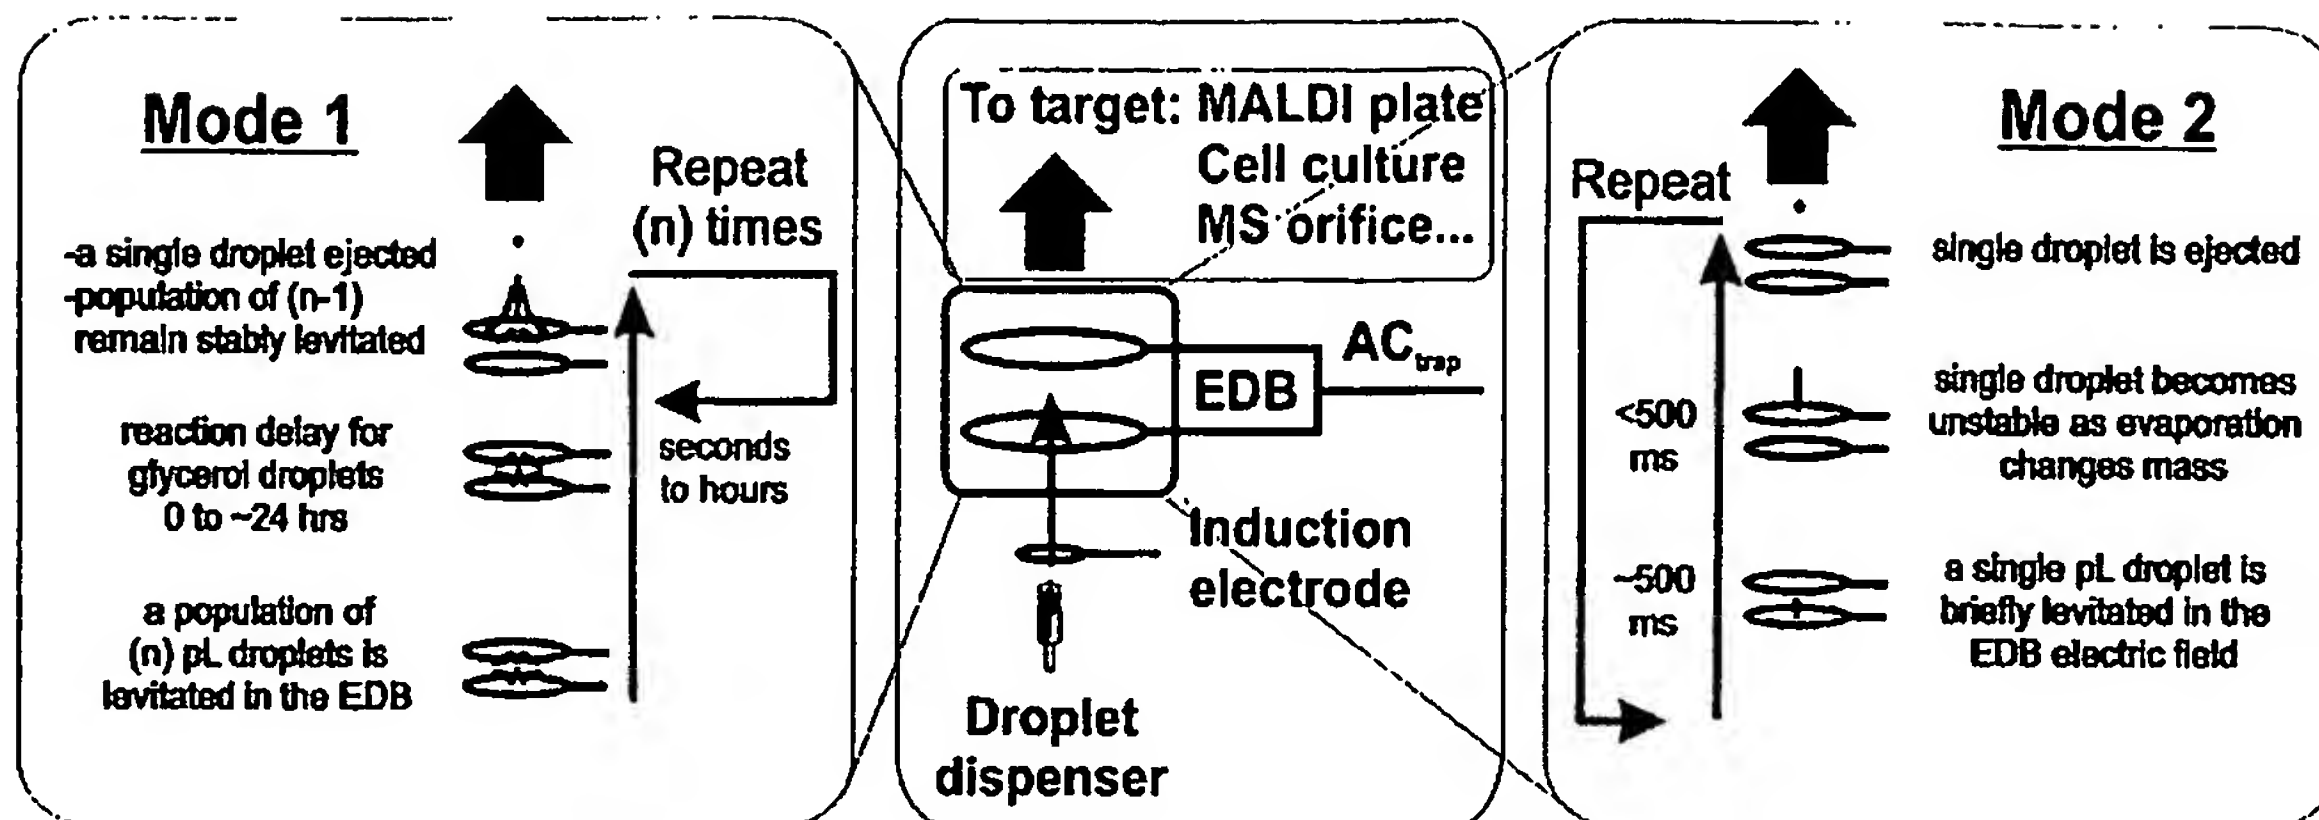 Mode 1
Repeat
(n) times
-a single droplet ejected
-population of (n-1)
remain stably levitated
reaction delay for
glycerol droplets
0 to ~24 hrs
seconds
to hours
a population of
(n) pL droplets is
levitated in the EDB
To target: MALDI plate
Cell culture
MS orifice...
AC trap
EDB
Induction
electrode
Droplet
dispenser
Mode 2
Repeat
single droplet is ejected
<500
ms
single droplet becomes
unstable as evaporation
changes mass
~500
ms
a single pL droplet is
briefly levitated in the
EDB electric field